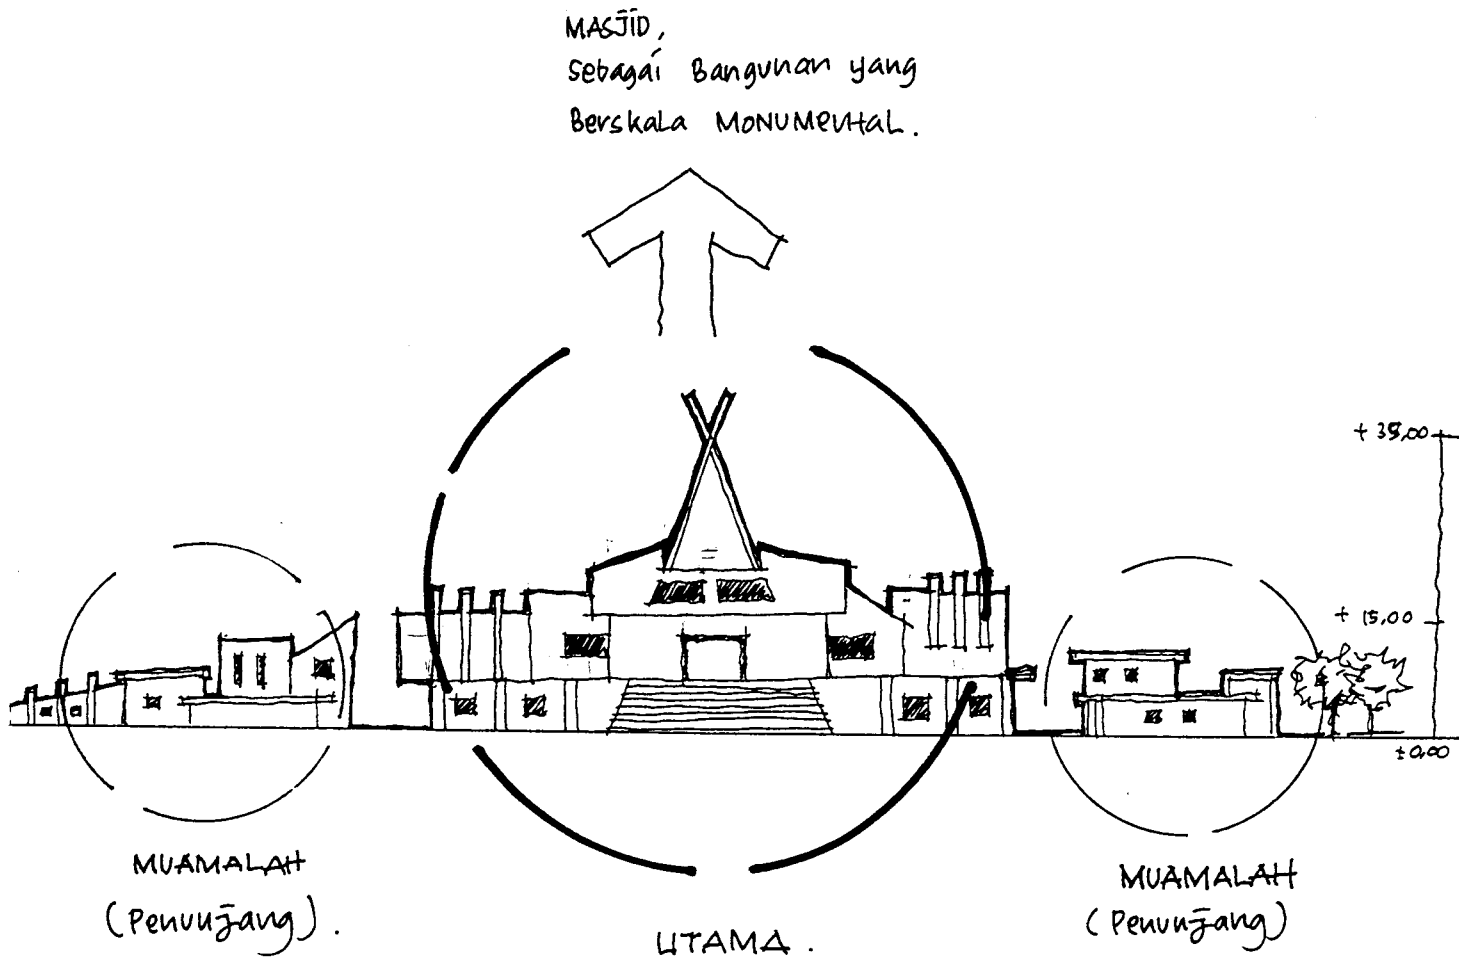 MASJID,
Sebagai Bangunan yang
Berskala MONUMENTAL.
+ 35,00
+ 15,00
±0,00
MUAMALAH
(Penunjang).
MUAMALAH
(Penunjang)
UTAMA.